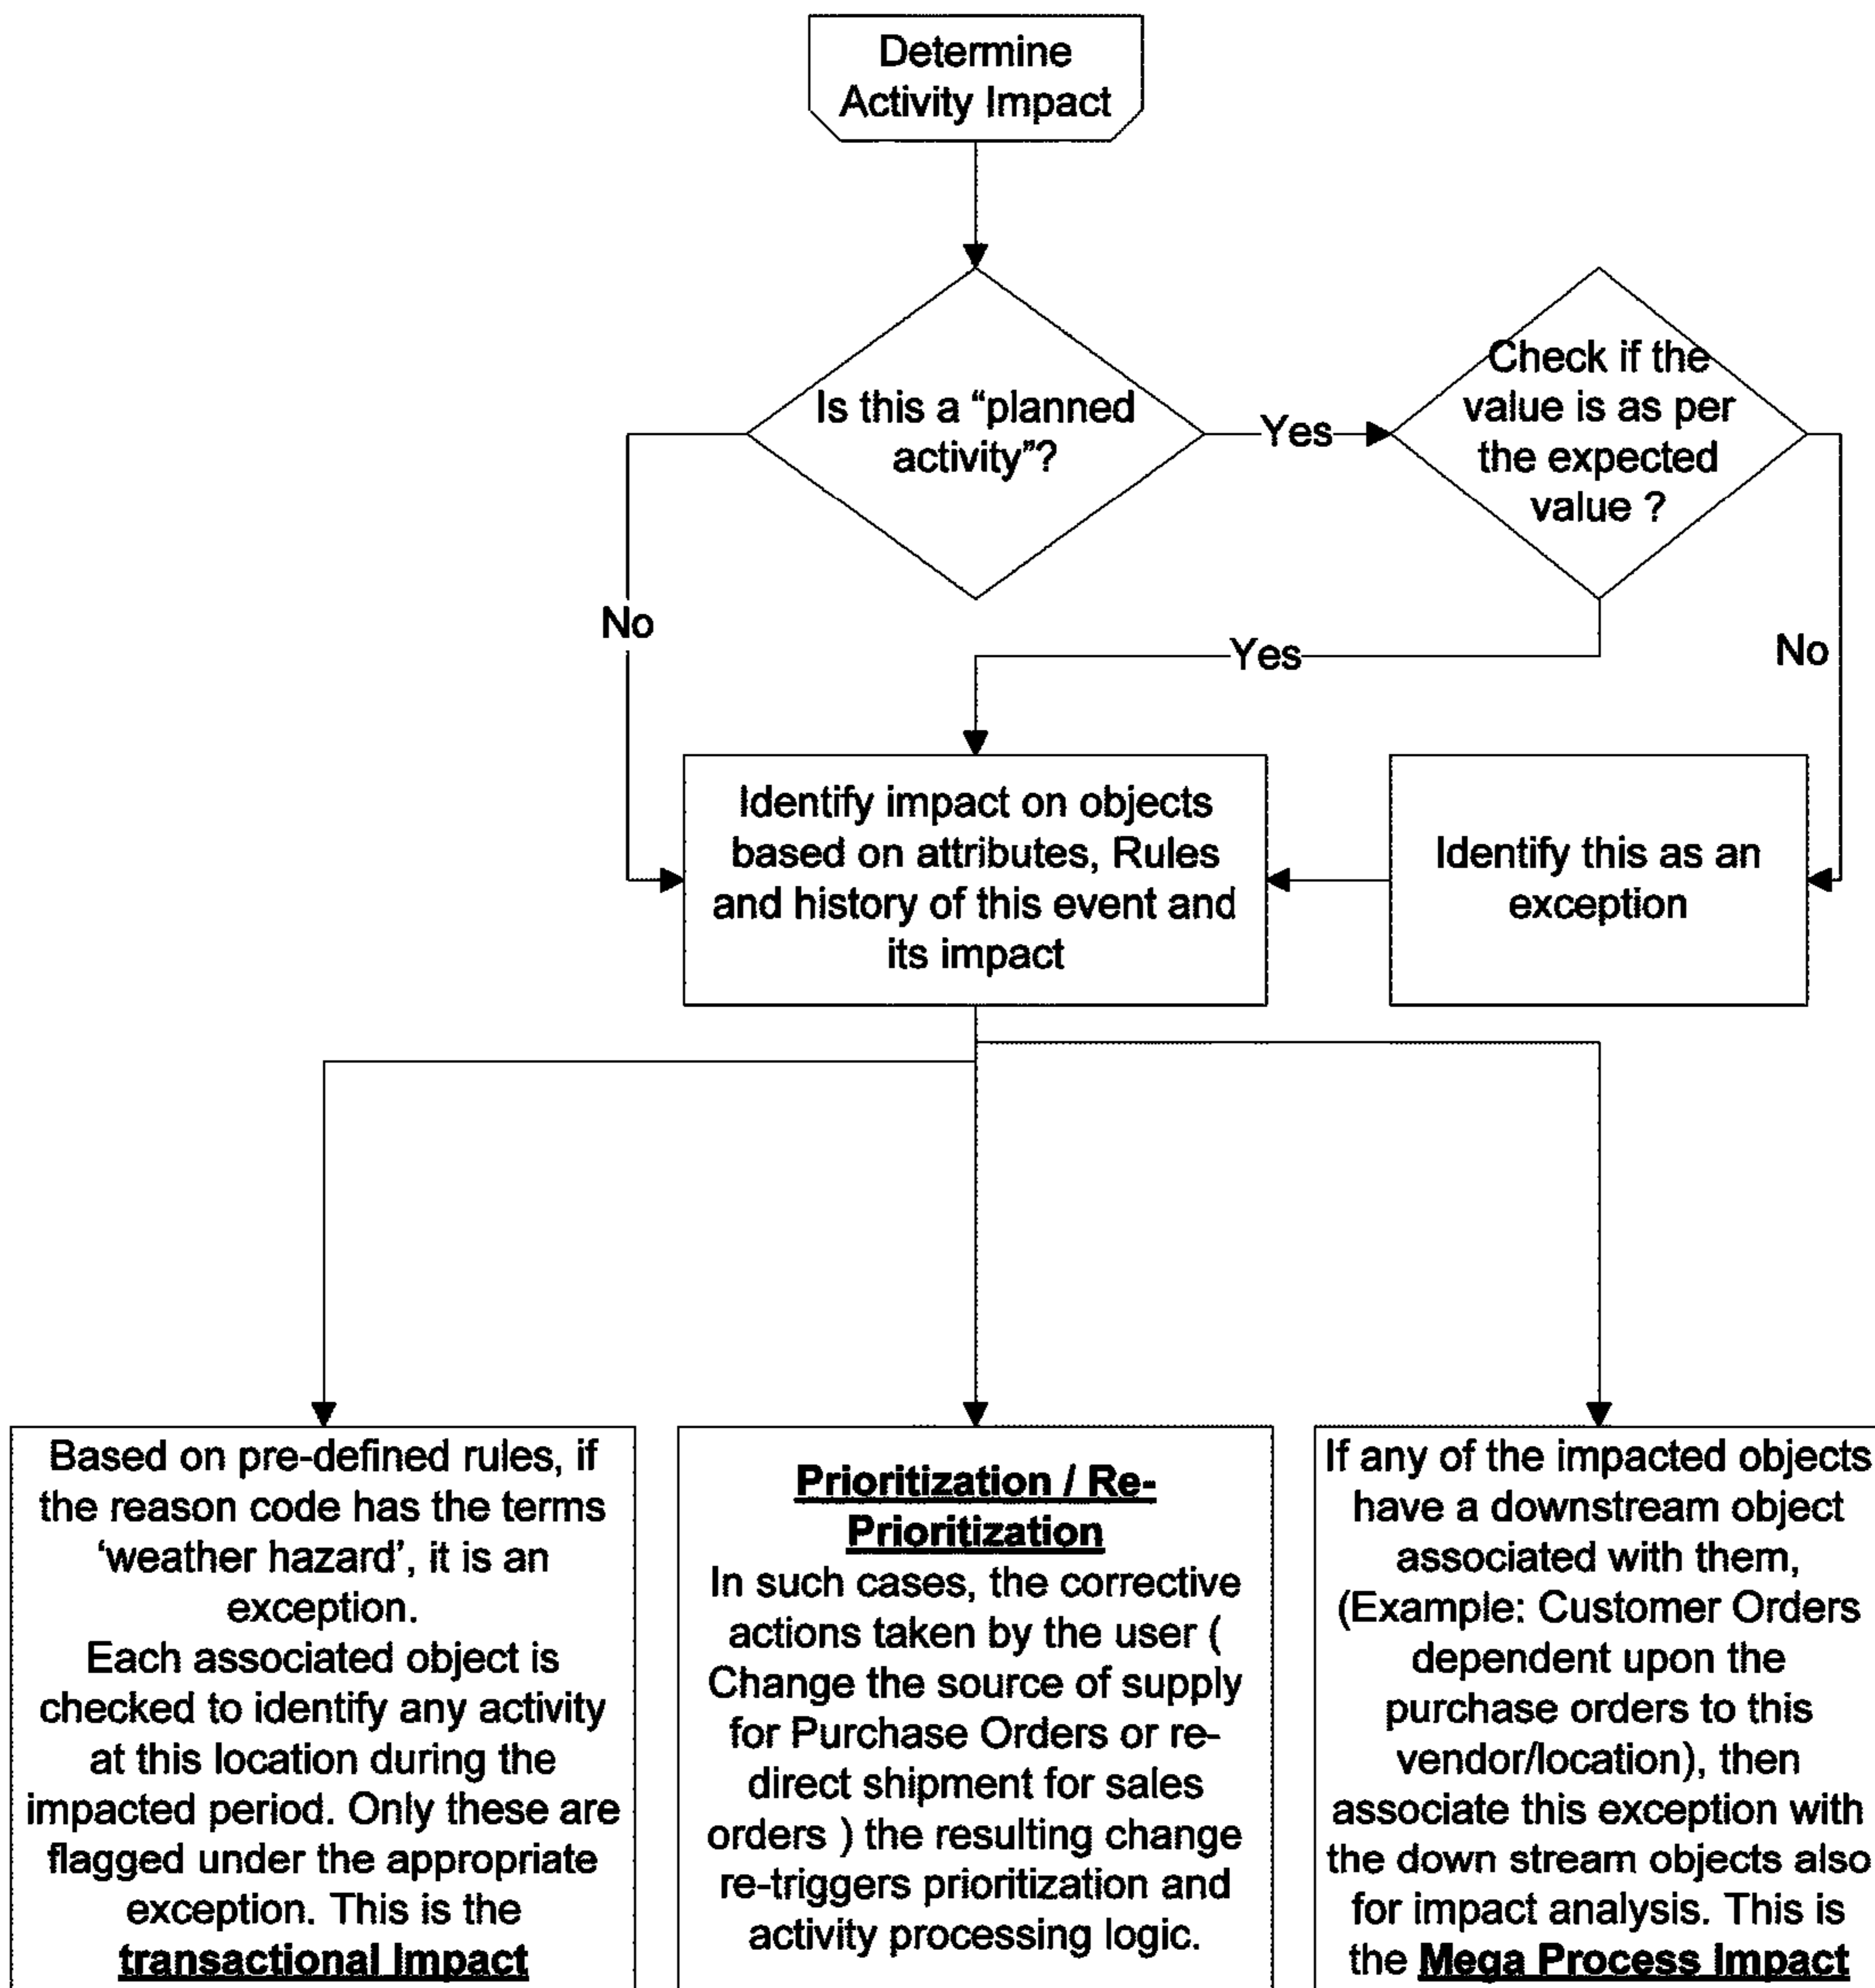 Determine
Activity Impact
Is this a “planned
activity”?
Yes
Check if the
value is as per
the expected
value ?
No
Yes
No
Identify impact on objects
based on attributes, Rules
and history of this event and
its impact
Identify this as an
exception
Based on pre-defined rules, if
the reason code has the terms
‘weather hazard’, it is an
exception.
Each associated object is
checked to identify any activity
at this location during the
impacted period. Only these are
flagged under the appropriate
exception. This is the
transactional Impact
Prioritization / Re-
Prioritization
In such cases, the corrective
actions taken by the user (
Change the source of supply
for Purchase Orders or re-
direct shipment for sales
orders ) the resulting change
re-triggers prioritization and
activity processing logic.
If any of the impacted objects
have a downstream object
associated with them,
(Example: Customer Orders
dependent upon the
purchase orders to this
vendor/location), then
associate this exception with
the down stream objects also
for impact analysis. This is
the Mega Process Impact